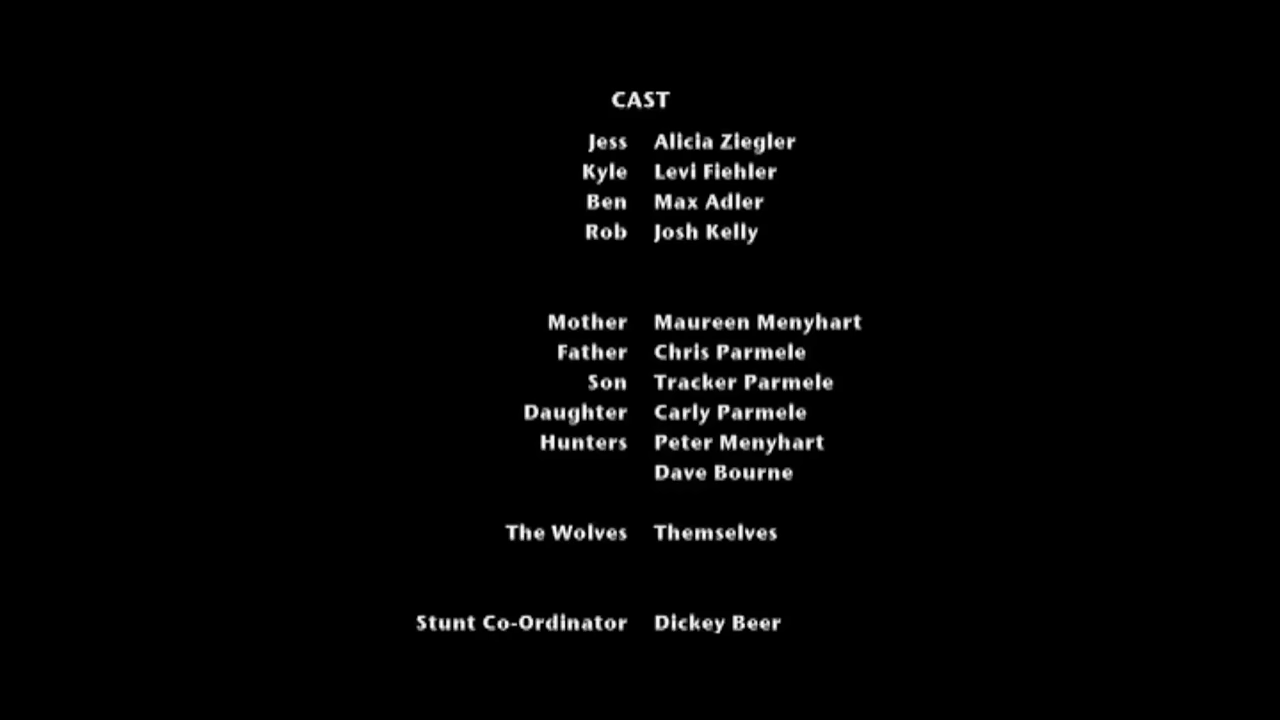 CAST
Jess Alicia Ziegler
Kyle Levi Fiehler
Ben Max Adler
Rob Josh Kelly
Mother Maureen Menyhart
Father Chris Parmele
Son Tracker Parmele
Daughter Carly Parmele
Hunters Peter Menyhart
Dave Bourne
The Wolves Themselves
Stunt Co-Ordinator Dickey Beer